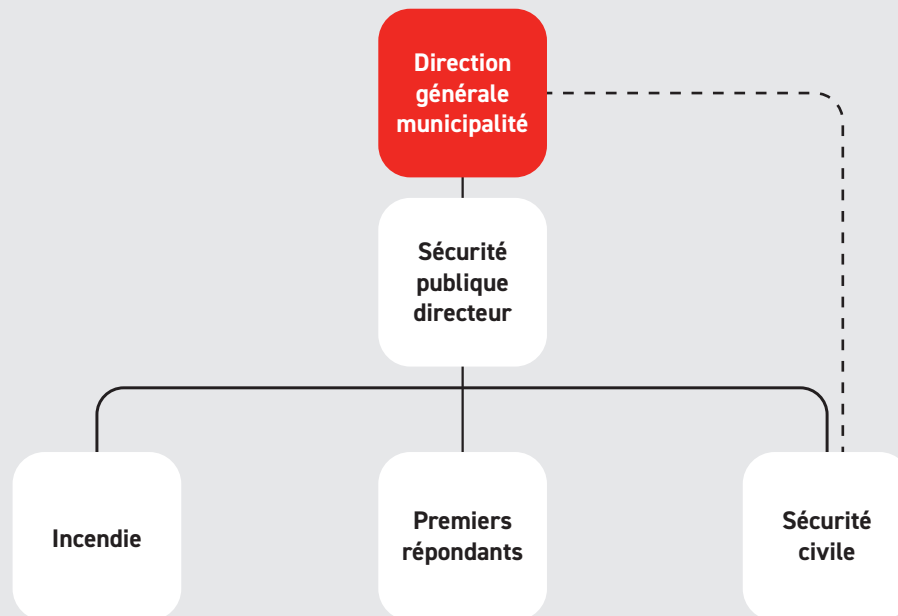 Direction
générale
municipalité
Sécurité
publique
directeur
Incendie
Premiers
répondants
Sécurité
civile